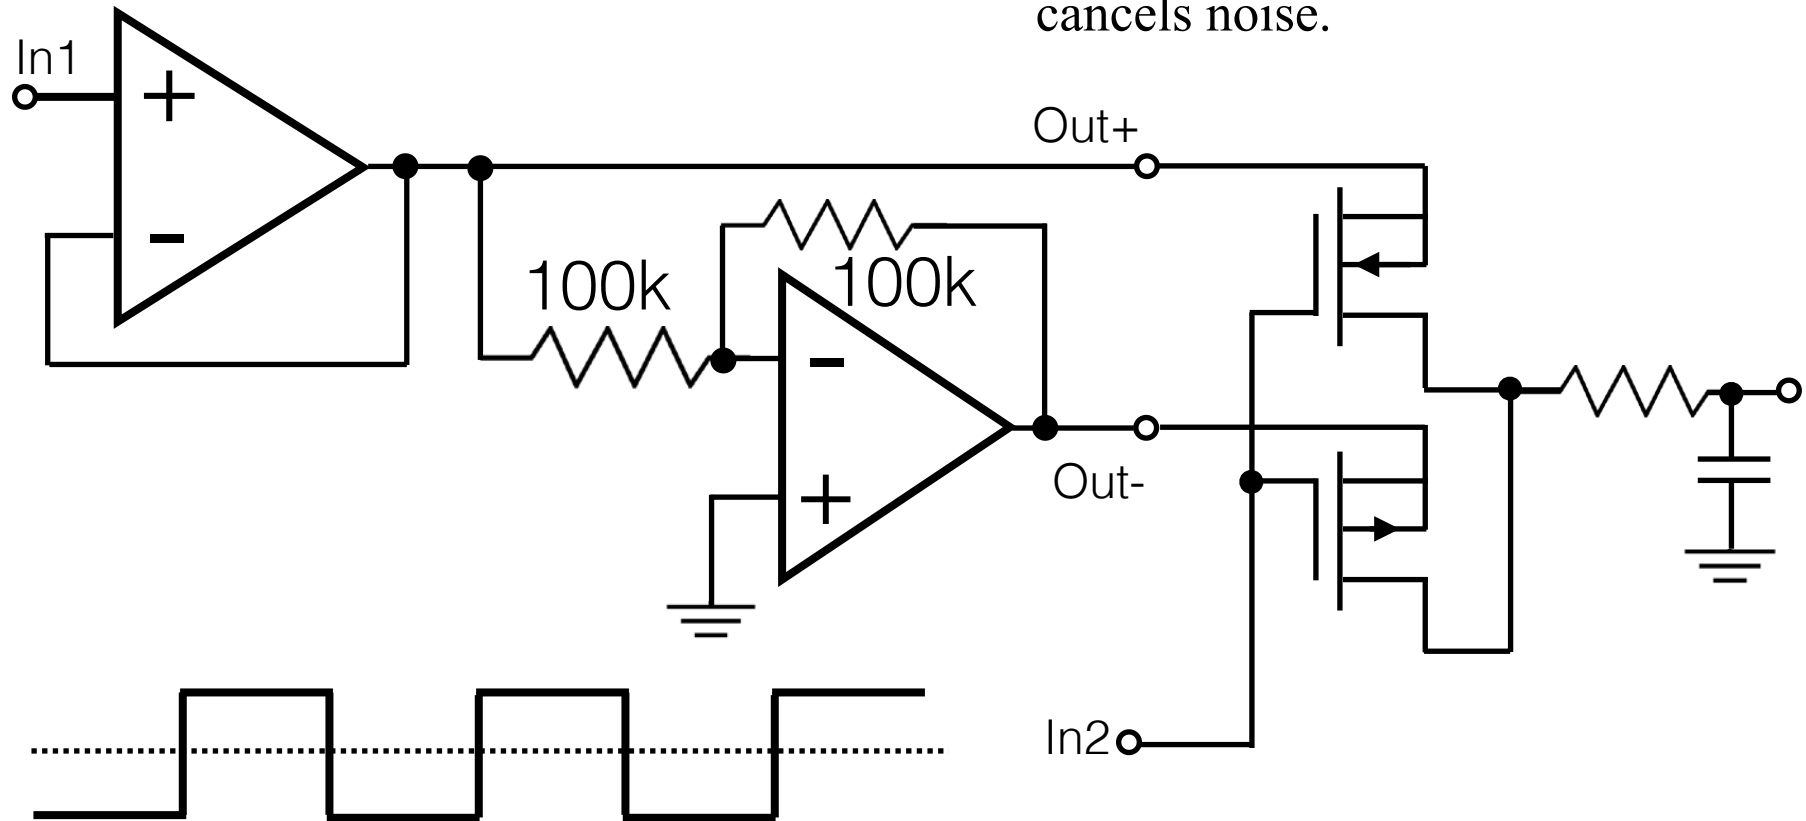 cancels noise.
In1
+
-
Out+
100k
100k
-
+
Out-
In2